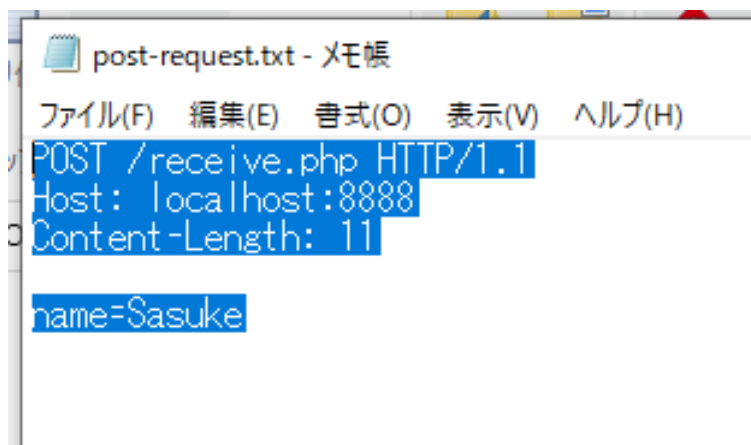 post-request.txt - メモ帳
ファイル(F) 編集(E) 書式(O) 表示(V) ヘルプ(H)
POST /receive.php HTTP/1.1
Host: localhost:8888
Content-Length: 11
name=Sasuke